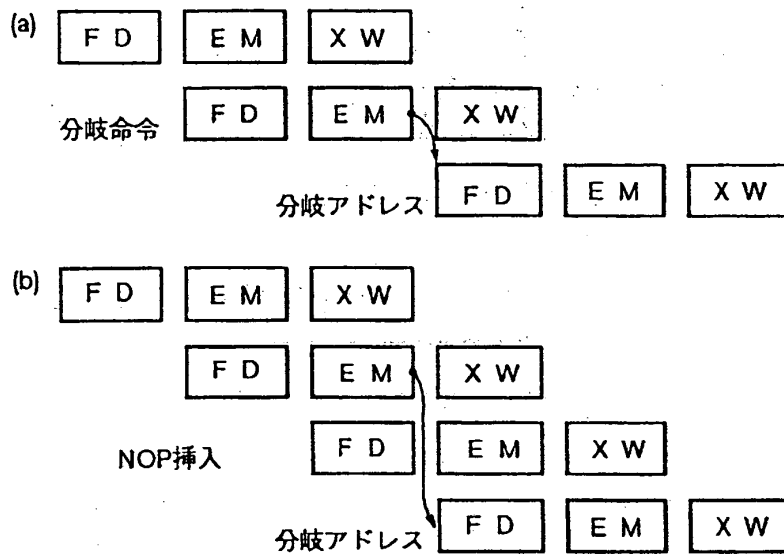 (a) F D E M X W
分岐命令 F D E M X W
分岐アドレス F D E M X W
(b) F D E M X W
F D E M X W
NOP挿入 F D E M X W
分岐アドレス F D E M X W